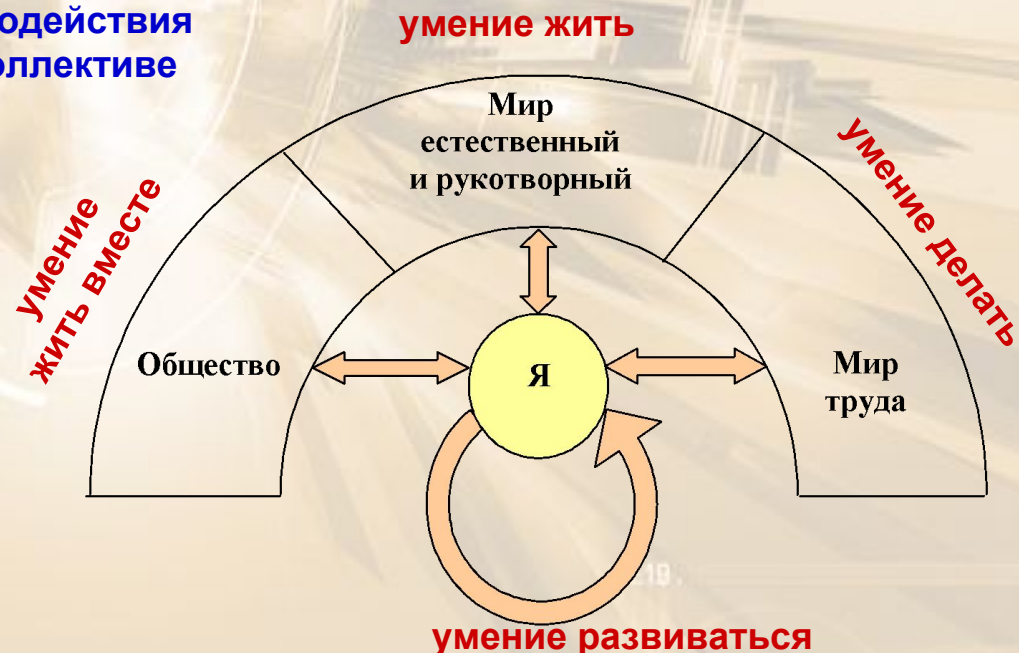 одействия
оллективе
умение жить
Мир
естественный
и рукотворный
умение
жить вместе
умение делать
Общество
Я
Мир
труда
умение развиваться